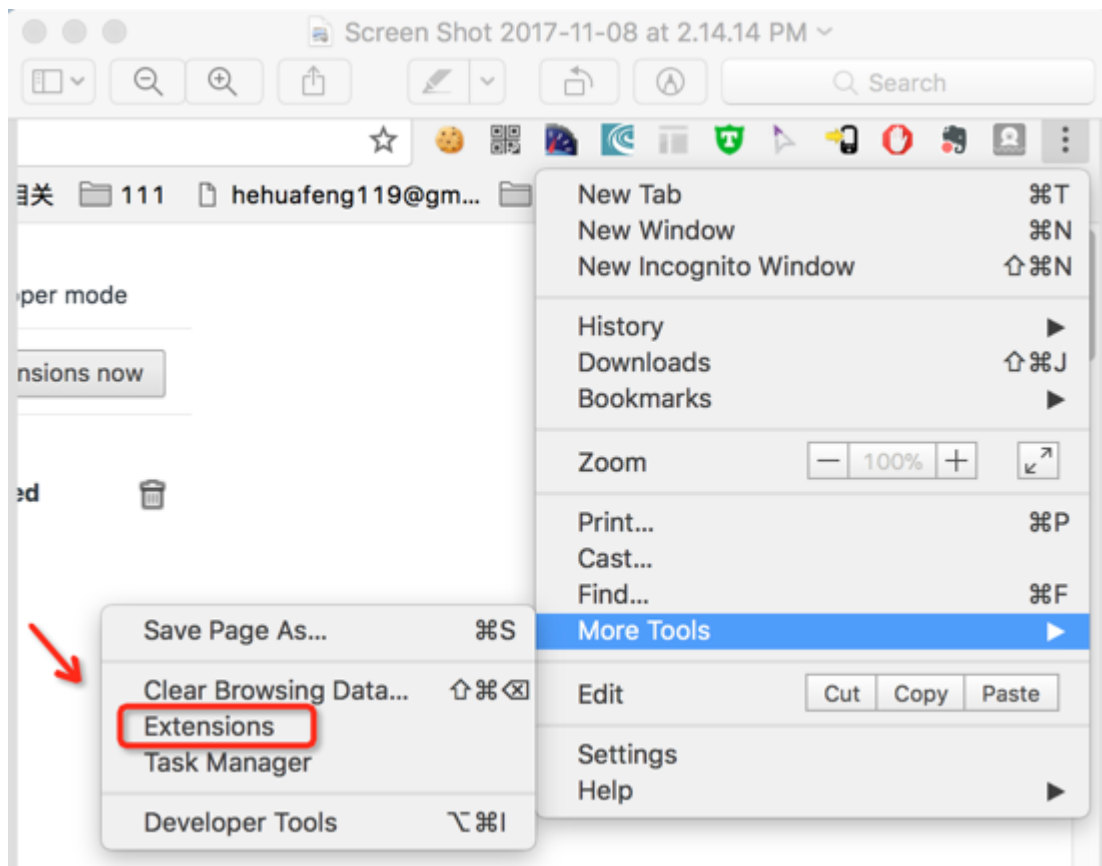 Screen Shot 2017-11-08 at 2.14.14 PM
Search
相关 111 hehuafeng119@gm...
New Tab ⌘T
New Window ⌘N
New Incognito Window ⇧⌘N
per mode
History
Downloads ⇧⌘J
nsions now
Bookmarks
Zoom 100%
ed
Print... ⌘P
Cast...
Find... ⌘F
More Tools
Save Page As... ⌘S
Clear Browsing Data... ⇧⌘⌫
Extensions
Task Manager
Developer Tools ⌥⌘I
Edit Cut Copy Paste
Settings
Help